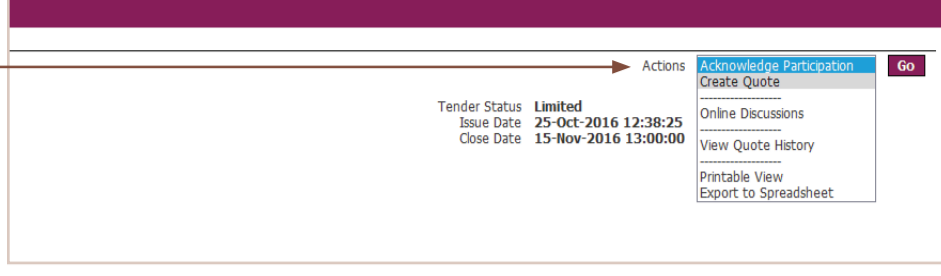 Actions Acknowledge Participation Go
Create Quote
-------------------
Online Discussions
-------------------
View Quote History
-------------------
Printable View
Export to Spreadsheet
Tender Status Limited
Issue Date 25-Oct-2016 12:38:25
Close Date 15-Nov-2016 13:00:00